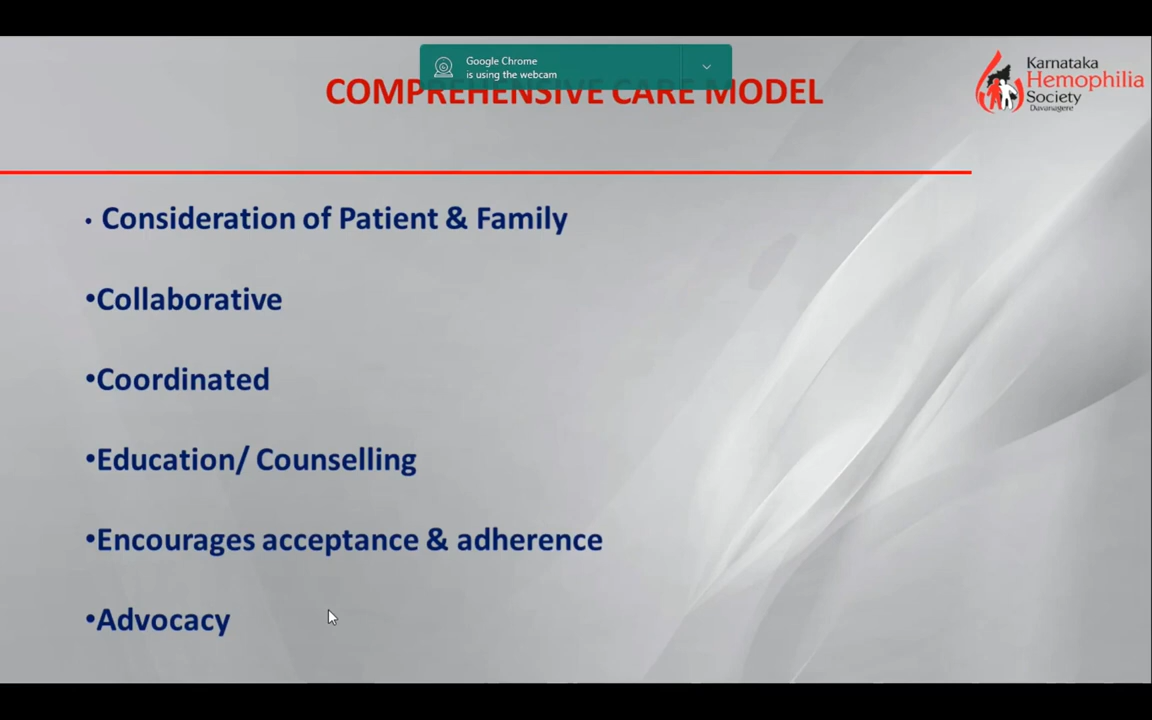 Google Chrome
is using the webcam
COMPREHENSIVE CARE MODEL
Karnataka
Hemophilia
Society
Davanagere
• Consideration of Patient & Family
•Collaborative
•Coordinated
•Education/ Counselling
•Encourages acceptance & adherence
•Advocacy